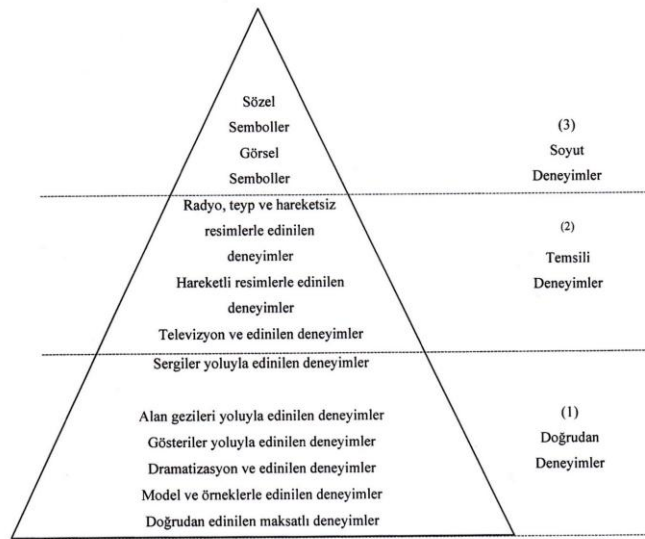 Sözel
Semboller
Görsel
Semboller
(3)
Soyut
Deneyimler
Radyo, teyp ve hareketsiz
resimlerle edinilen
deneyimler
Hareketli resimlerle edinilen
deneyimler
Televizyon ve edinilen deneyimler
(2)
Temsili
Deneyimler
Sergiler yoluyla edinilen deneyimler
Alan gezileri yoluyla edinilen deneyimler
Gösteriler yoluyla edinilen deneyimler
Dramatizasyon ve edinilen deneyimler
Model ve örneklerle edinilen deneyimler
Doğrudan edinilen maksatlı deneyimler
(1)
Doğrudan
Deneyimler